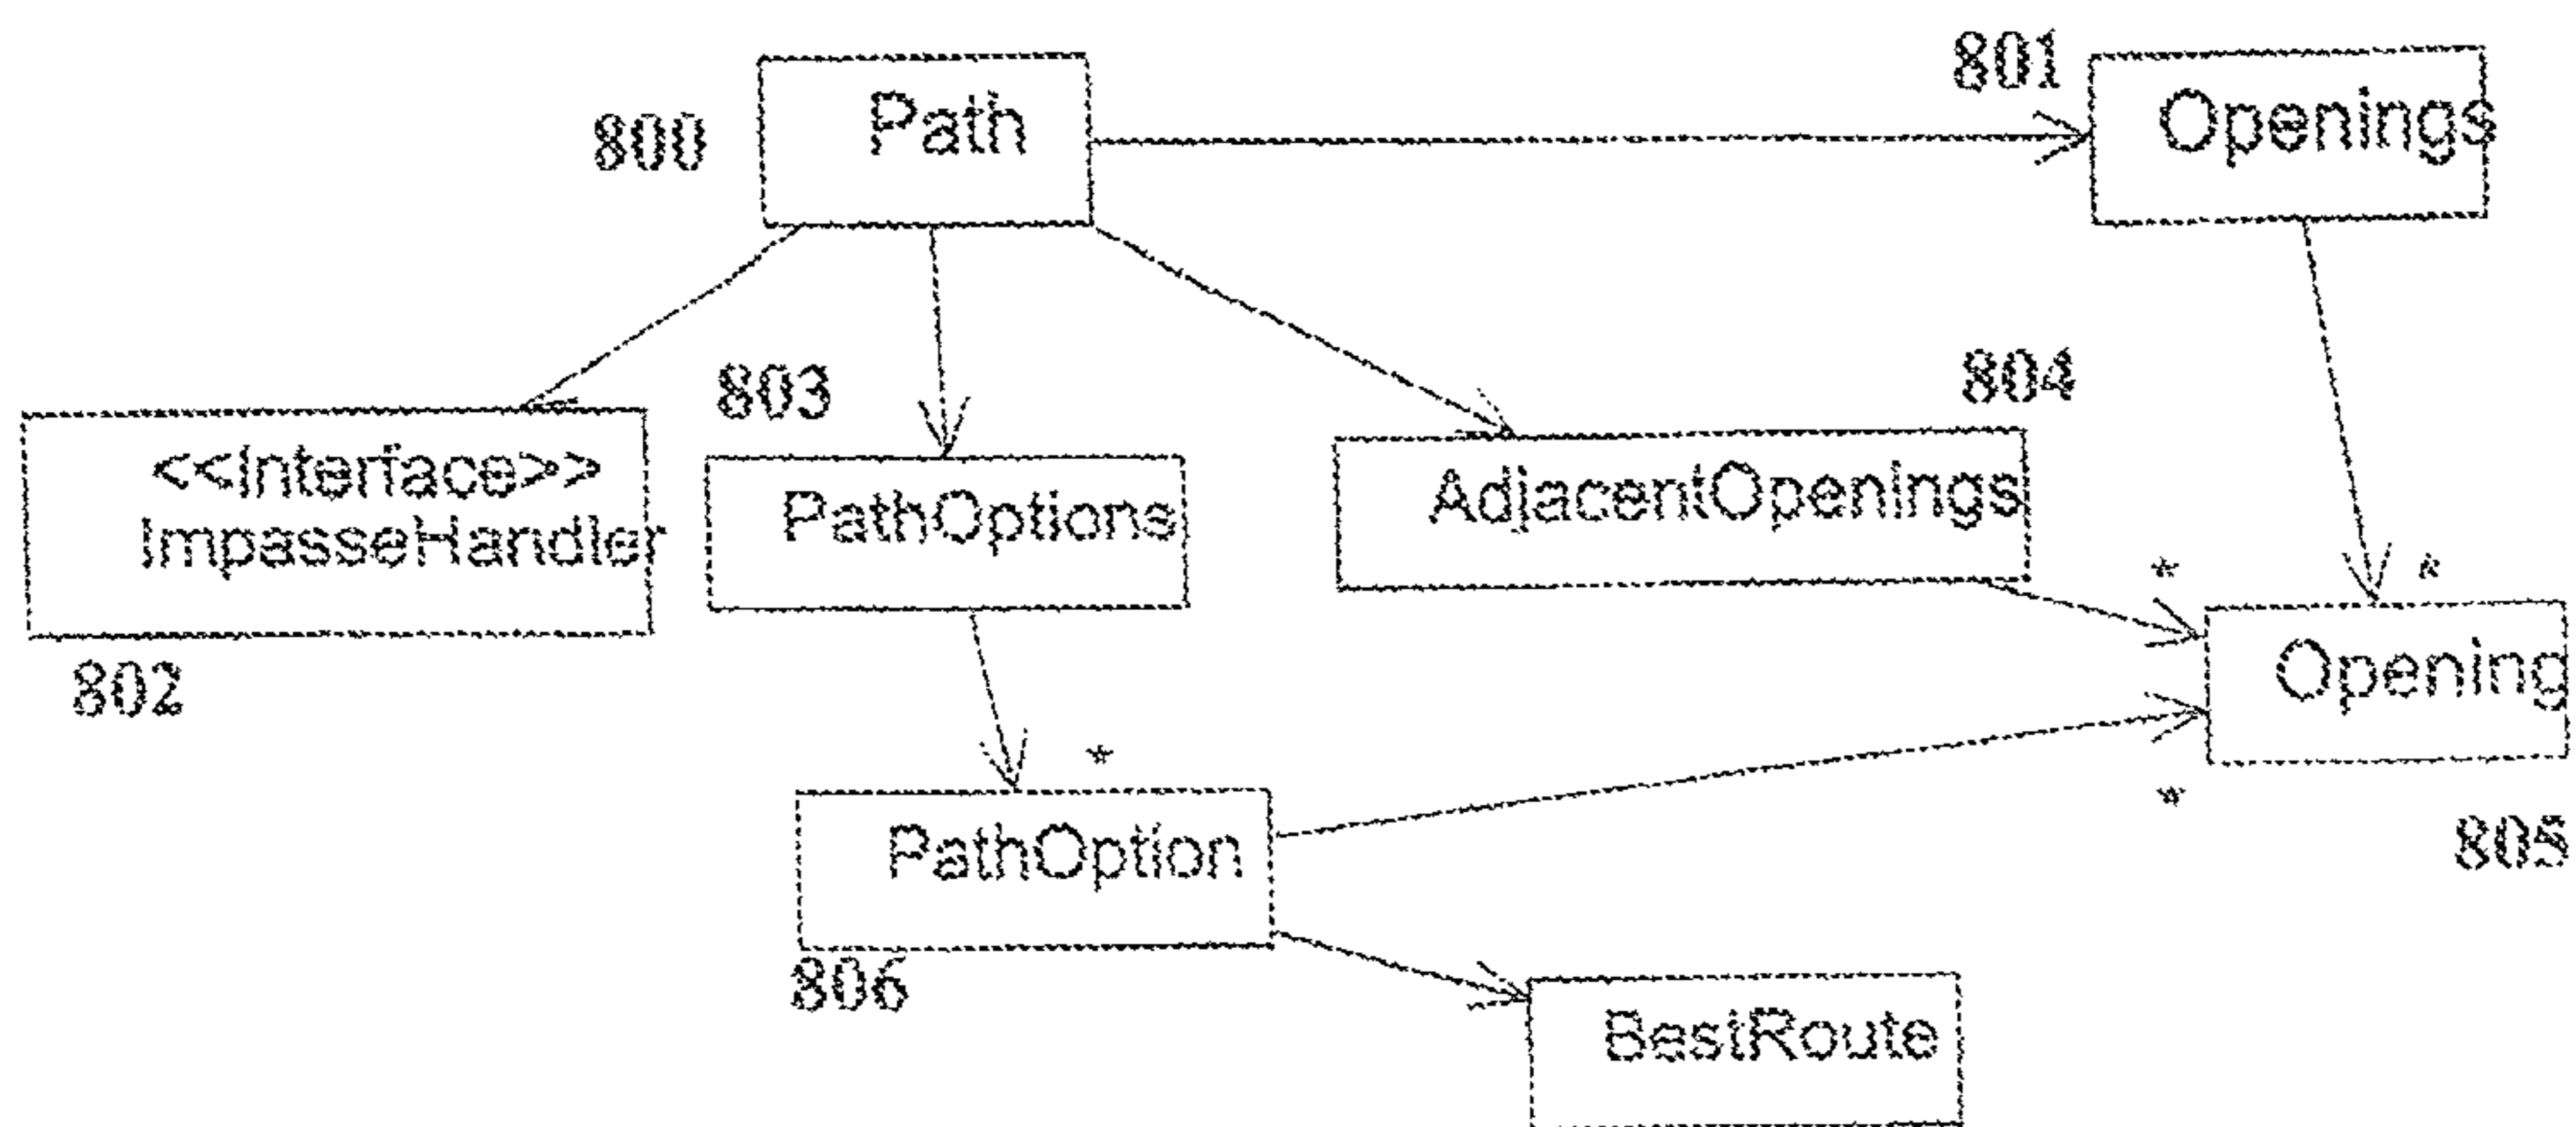 801
Path
Openings
800
803
804
<<Interface>>
ImpasseHandler
PathOptions
AdjacentOpenings
*
*
802
Opening
*
*
PathOption
805
806
BestRoute